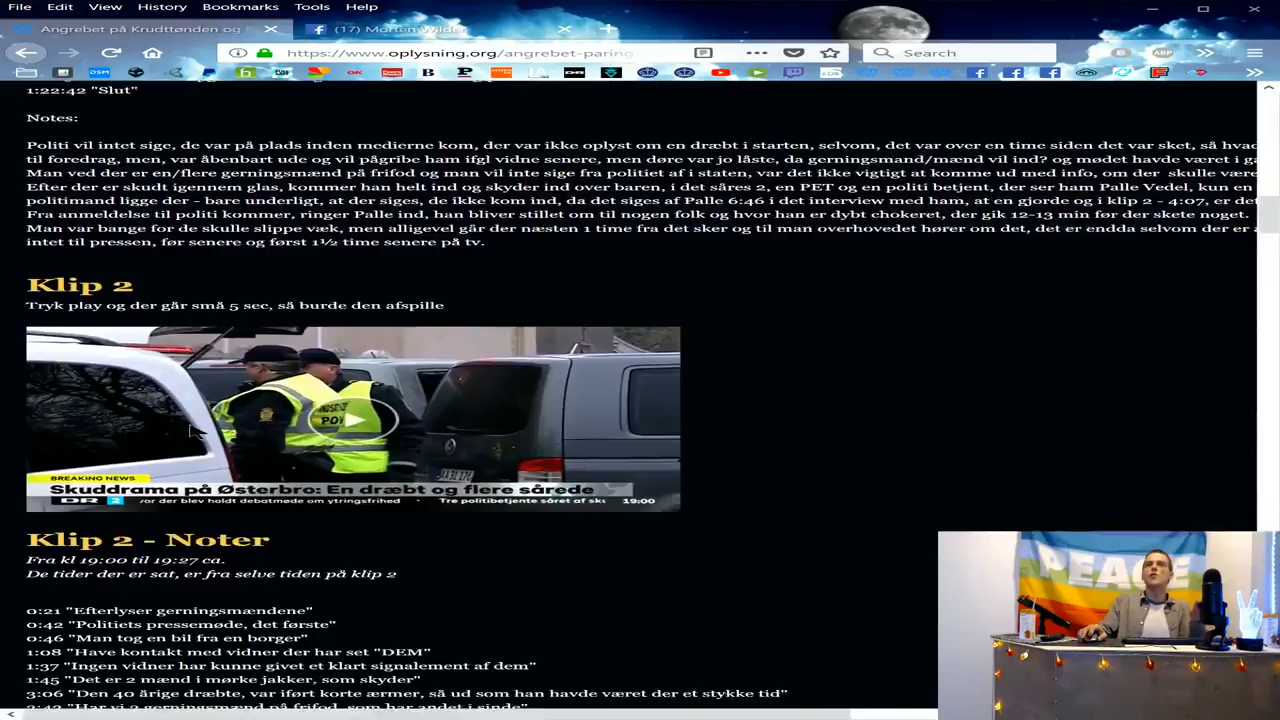 File Edit View History Bookmarks Tools Help
Angrebet på Krudttønden og
(17) Morten Wilder
https://www.oplysning.org/angrebet-paring
Search
1:22:42 "Slut"
Notes:
Politi vil intet sige, de var på plads inden medierne kom, der var ikke oplyst om en dræbt i starten, selvom, det var over en time siden det var sket, så hva
til foredrag, men, var åbenbart ude og vil pågribe ham ifgl vidne senere, men døre var jo låste, da gerningsmand/mænd vil ind? og mødet havde været i ga
Man ved der er en/flere gerningsmænd på frifod og man vil inte sige fra politiet af i staten, var det ikke vigtigt at komme ud med info, om der skulle være
Efter der er skudt igennem glas, kommer han helt ind og skyder ind over baren, i det såres 2, en PET og en politi betjent, der ser ham Palle Vedel, kun en
politimand ligge der - bare underligt, at der siges, de ikke kom ind, da det siges af Palle 6:46 i det interview med ham, at en gjorde og i klip 2 - 4:07, er det
Fra anmeldelse til politi kommer, ringer Palle ind, han bliver stillet om til nogen folk og hvor han er dybt chokeret, der gik 12-13 min før der skete noget.
Man var bange for de skulle slippe væk, men alligevel går der næsten 1 time fra det sker og til man overhovedet hører om det, det er endda selvom der er a
intet til pressen, før senere og først 1½ time senere på tv.
Klip 2
Tryk play og der går små 5 sec, så burde den afspille
BREAKING NEWS
Skuddrama på Østerbro: En dræbt og flere sårede
DR 2 vor der blev holdt debatmøde om ytringsfrihed • Tre politibetjente såret af sku 19:00
Klip 2 - Noter
Fra kl 19:00 til 19:27 ca.
De tider der er sat, er fra selve tiden på klip 2
0:21 "Efterlyser gerningsmændene"
0:42 "Politiets pressemøde, det første"
0:46 "Man tog en bil fra en borger"
1:08 "Have kontakt med vidner der har set "DEM"
1:37 "Ingen vidner har kunne givet et klart signalement af dem"
1:45 "Det er 2 mænd i mørke jakker, som skyder"
3:06 "Den 40 årige dræbte, var iført korte ærmer, så ud som han havde været der et stykke tid"
PEACE